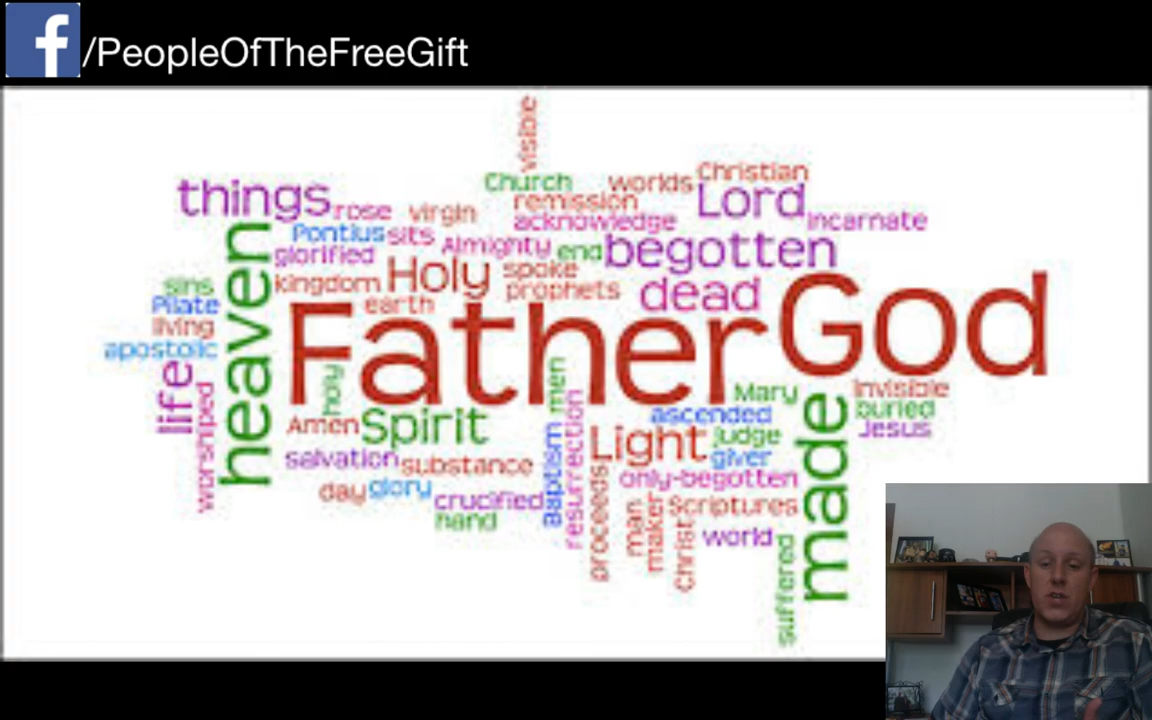 f/PeopleOfTheFreeGift
visible
Church
worlds
Christian
things
rose
virgin
remission
Lord
Incarnate
acknowledge
Pontius
sits
Almighty
end
begotten
glorified
heaven
kingdom
Holy
spoke
prophets
dead
God
sins
Pilate
living
apostolic
earth
Father
life
worshiped
holy
men
Mary
Invisible
buried
Jesus
Amen
Spirit
ascended
Light
judge
giver
made
salvation
substance
baptism
resurrection
only-begotten
day
glory
crucified
hand
proceeds
man
maker
Scriptures
christ
world
suffered